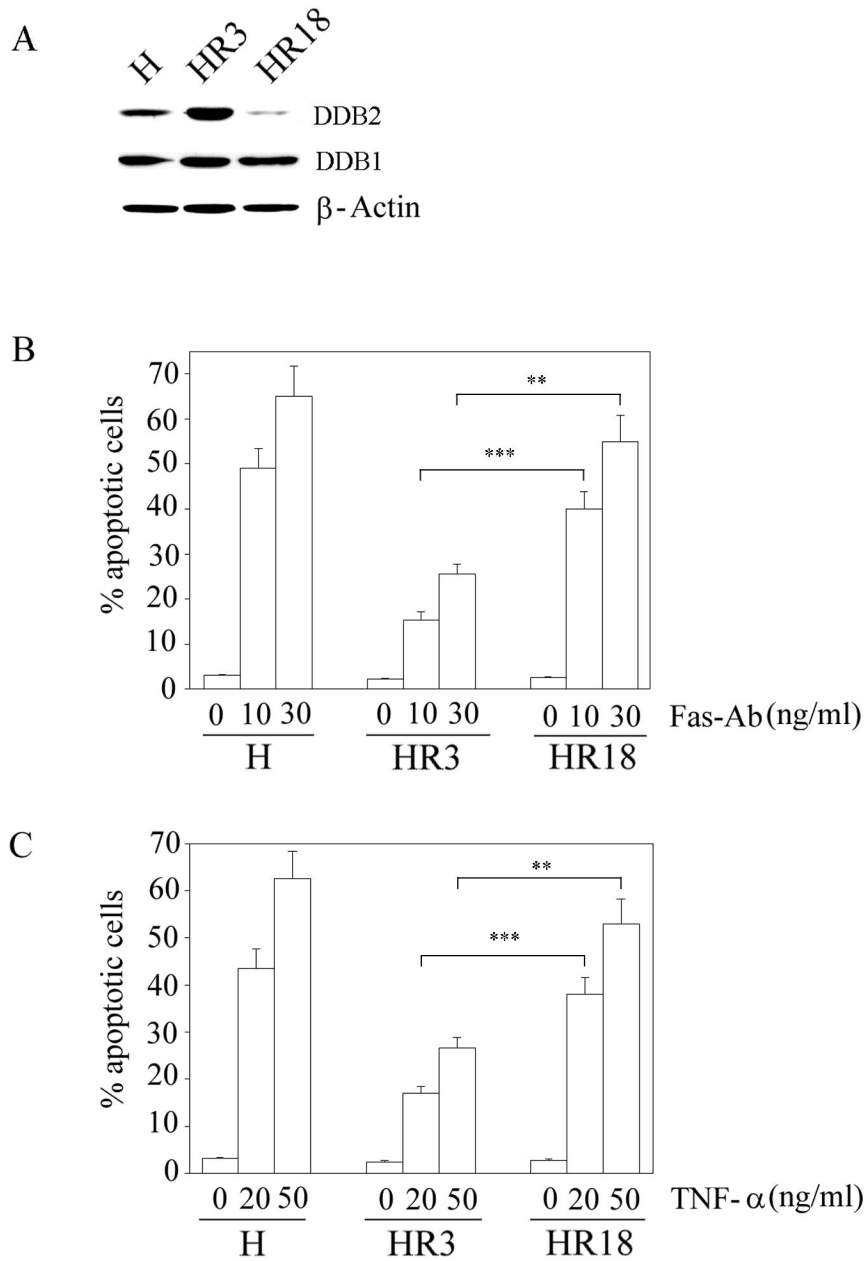 A
H HR3 HR18
DDB2
DDB1
β-Actin
B
% apoptotic cells
70
60
50
40
30
20
10
0
**
***
0 10 30 0 10 30 0 10 30 Fas-Ab (ng/ml)
H HR3 HR18
C
% apoptotic cells
70
60
50
40
30
20
10
0
**
***
0 20 50 0 20 50 0 20 50 TNF-α (ng/ml)
H HR3 HR18